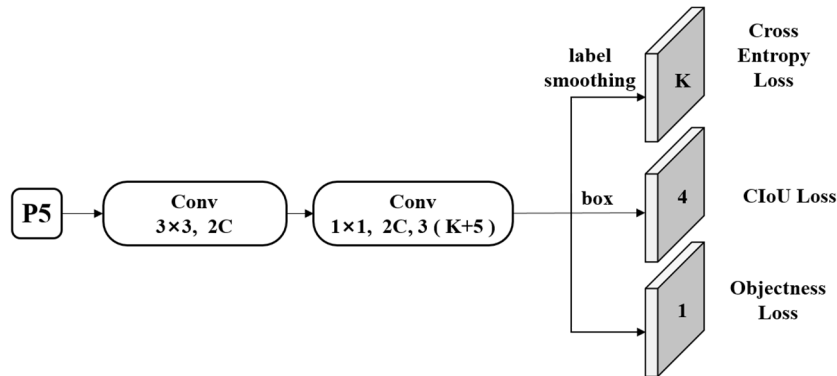 P5
Conv
3×3, 2C
Conv
1×1, 2C, 3 ( K+5 )
label
smoothing
K
Cross
Entropy
Loss
box
4
CIoU Loss
1
Objectness
Loss